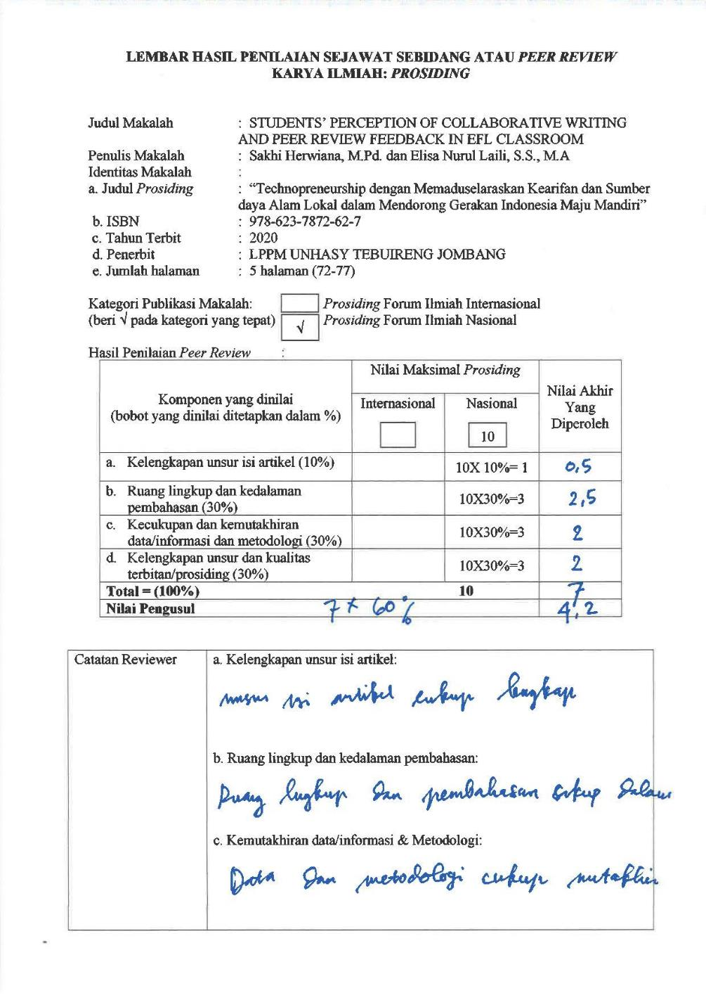 LEMBAR HASIL PENILAIAN SEJAWAT SEBIDANG ATAU PEER REVIEW
KARYA ILMIAH: PROSIDING
Judul Makalah : STUDENTS' PERCEPTION OF COLLABORATIVE WRITING
AND PEER REVIEW FEEDBACK IN EFL CLASSROOM
Penulis Makalah : Sakhi Herwiana, M.Pd. dan Elisa Nurul Laili, S.S., M.A
Identitas Makalah :
a. Judul Prosiding : “Technopreneurship dengan Memaduselaraskan Kearifan dan Sumber
daya Alam Lokal dalam Mendorong Gerakan Indonesia Maju Mandiri”
b. ISBN : 978-623-7872-62-7
c. Tahun Terbit : 2020
d. Penerbit : LPPM UNHASY TEBUIRENG JOMBANG
e. Jumlah halaman : 5 halaman (72-77)
Kategori Publikasi Makalah: Prosiding Forum Ilmiah Internasional
(beri √ pada kategori yang tepat) √ Prosiding Forum Ilmiah Nasional
Hasil Penilaian Peer Review :
Komponen yang dinilai
(bobot yang dinilai ditetapkan dalam %)
Nilai Maksimal Prosiding
Internasional
Nasional
10
Nilai Akhir
Yang
Diperoleh
a. Kelengkapan unsur isi artikel (10%) 10X 10%= 1 0,5
b. Ruang lingkup dan kedalaman
pembahasan (30%) 10X30%=3 2,5
c. Kecukupan dan kemutakhiran
data/informasi dan metodologi (30%) 10X30%=3 2
d. Kelengkapan unsur dan kualitas
terbitan/prosiding (30%) 10X30%=3 2
Total = (100%) 10 7
Nilai Pengusul 7 x 60% 4,2
Catatan Reviewer
a. Kelengkapan unsur isi artikel:
unsur isi artikel cukup lengkap
b. Ruang lingkup dan kedalaman pembahasan:
Ruang lingkup dan pembahasan cukup dalam
c. Kemutakhiran data/informasi & Metodologi:
Data dan metodologi cukup mutakhir